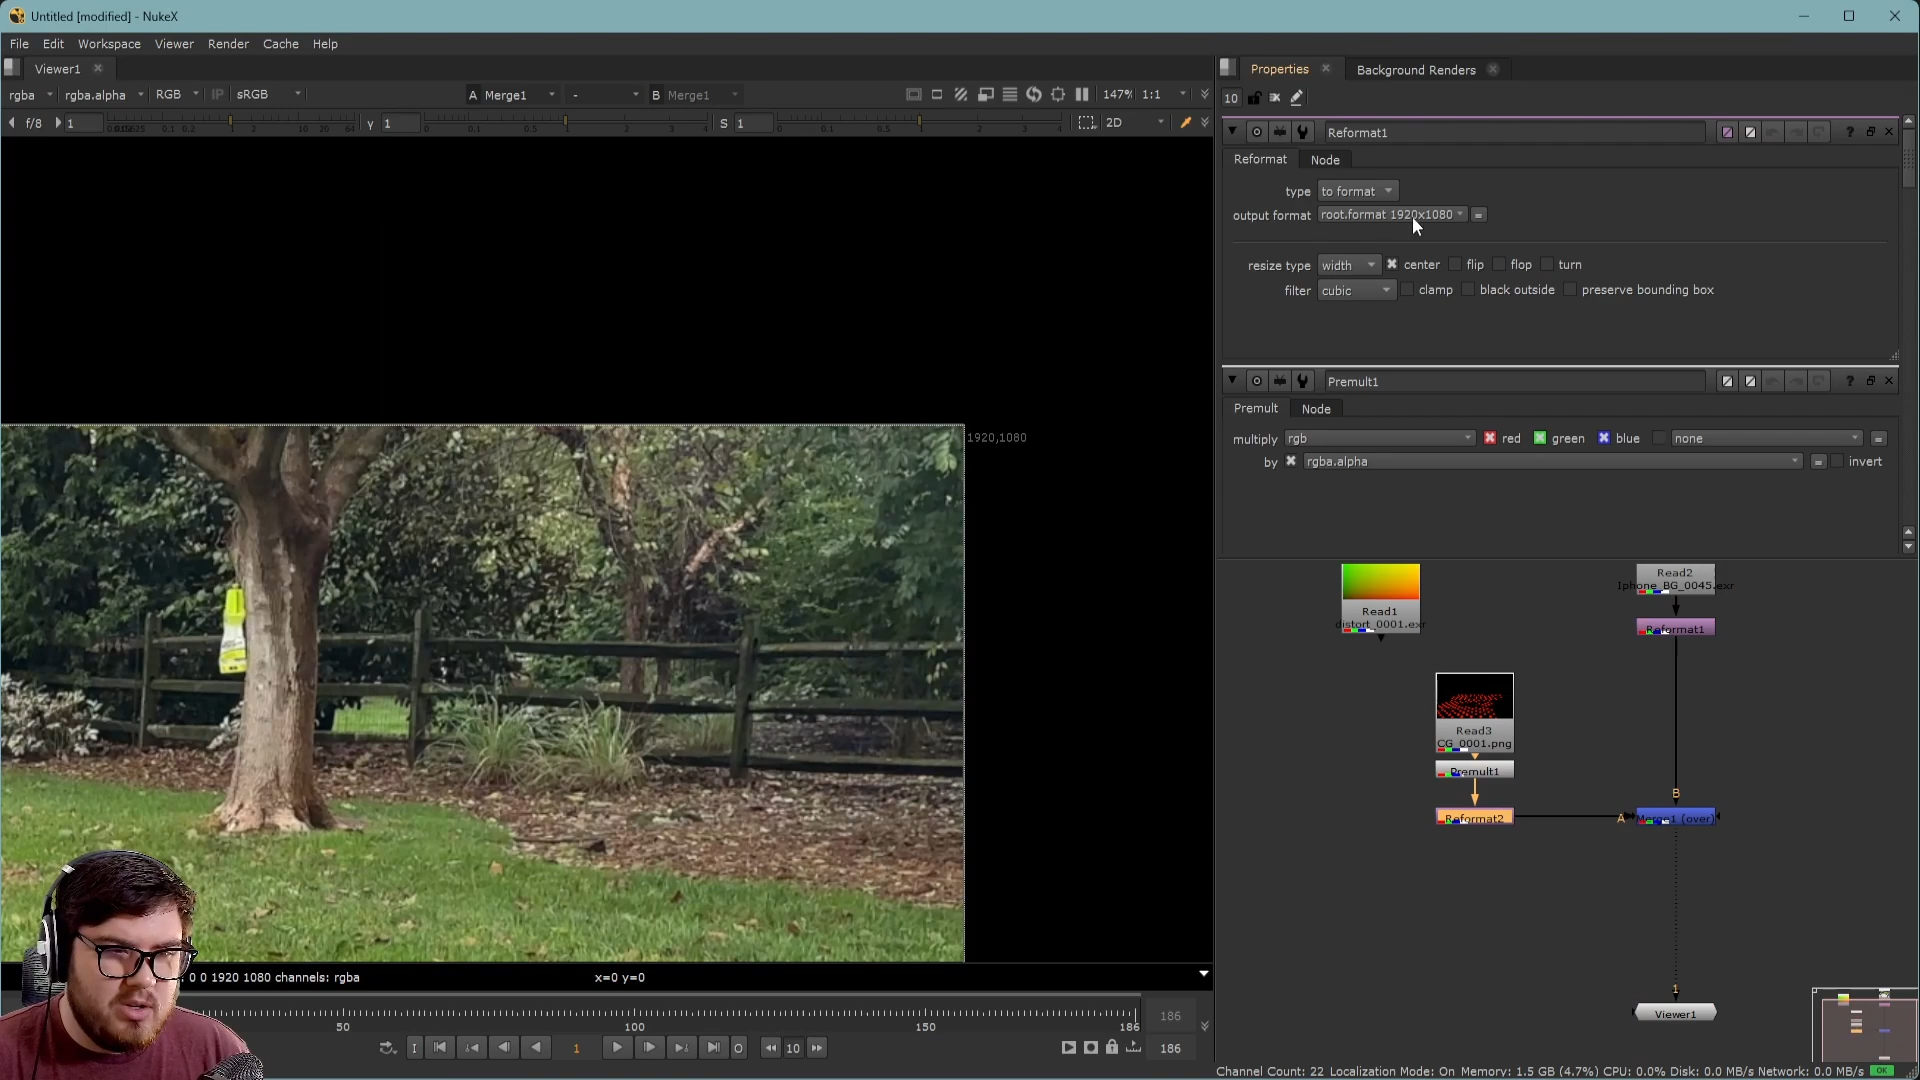 Untitled [modified] - NukeX
File Edit Workspace Viewer Render Cache Help
Viewer1
Properties
Background Renders
rgba rgba.alpha RGB IP sRGB A Merge1 - B Merge1 147% 1:1
10
f/8 1 y 1 S 1 2D
Reformat1
Reformat Node
type to format
output format root.format 1920x1080 =
resize type width center flip flop turn
filter cubic clamp black outside preserve bounding box
Premult1
Premult Node
multiply rgb red green blue none =
by rgba.alpha = invert
1920,1080
Read1
distort_0001.exr
Read2
Iphone_BG_0045.exr
Reformat1
Read3
CG_0001.png
Premult1
Reformat2
A
B
Merge1 (over)
1
Viewer1
0 0 1920 1080 channels: rgba
x=0 y=0
50 100 150 186
186
1
10
186
Channel Count: 22 Localization Mode: On Memory: 1.5 GB (4.7%) CPU: 0.0% Disk: 0.0 MB/s Network: 0.0 MB/s OK